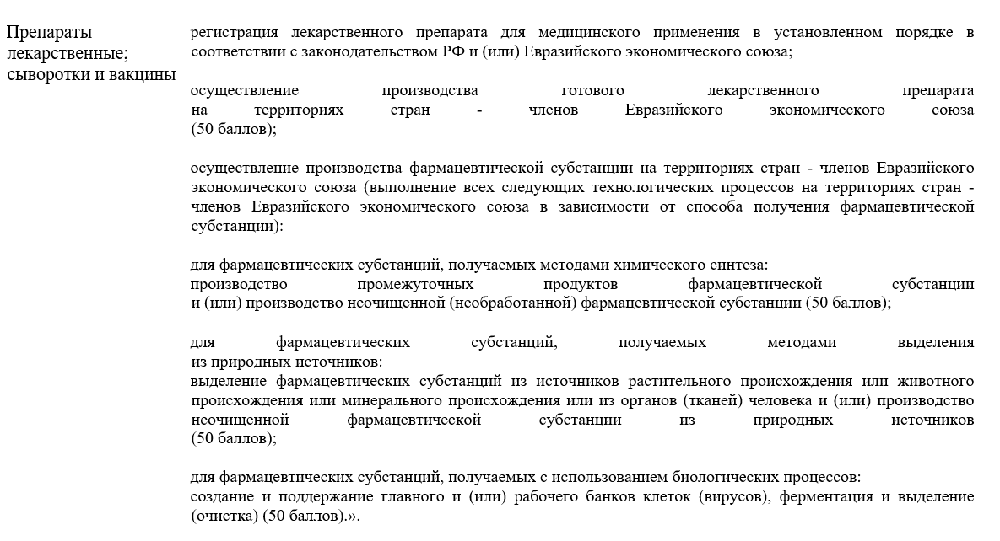 Препараты
лекарственные;
сыворотки и вакцины
регистрация лекарственного препарата для медицинского применения в установленном порядке в
соответствии с законодательством РФ и (или) Евразийского экономического союза;
осуществление производства готового лекарственного препарата
на территориях стран - членов Евразийского экономического союза
(50 баллов);
осуществление производства фармацевтической субстанции на территориях стран - членов Евразийского
экономического союза (выполнение всех следующих технологических процессов на территориях стран -
членов Евразийского экономического союза в зависимости от способа получения фармацевтической
субстанции):
для фармацевтических субстанций, получаемых методами химического синтеза:
производство промежуточных продуктов фармацевтической субстанции
и (или) производство неочищенной (необработанной) фармацевтической субстанции (50 баллов);
для фармацевтических субстанций, получаемых методами выделения
из природных источников:
выделение фармацевтических субстанций из источников растительного происхождения или животного
происхождения или минерального происхождения или из органов (тканей) человека и (или) производство
неочищенной фармацевтической субстанции из природных источников
(50 баллов);
для фармацевтических субстанций, получаемых с использованием биологических процессов:
создание и поддержание главного и (или) рабочего банков клеток (вирусов), ферментация и выделение
(очистка) (50 баллов).».